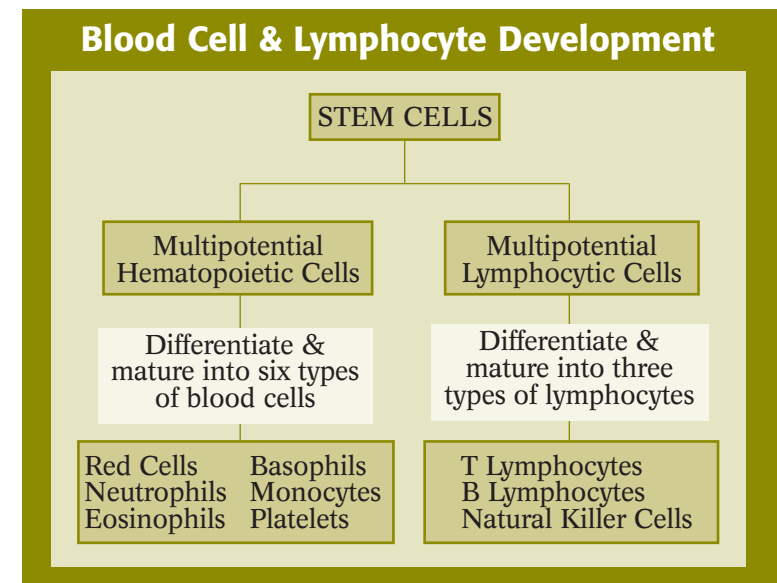 Blood Cell & Lymphocyte Development
STEM CELLS
Multipotential
Hematopoietic Cells
Multipotential
Lymphocytic Cells
Differentiate &
mature into six types
of blood cells
Differentiate &
mature into three
types of lymphocytes
Red Cells
Neutrophils
Eosinophils
Basophils
Monocytes
Platelets
T Lymphocytes
B Lymphocytes
Natural Killer Cells